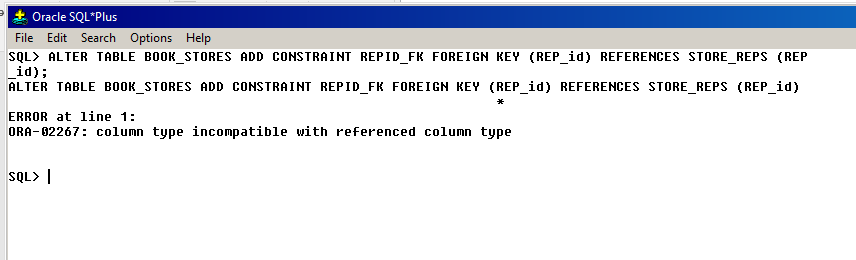 Oracle SQL*Plus
File Edit Search Options Help
SQL> ALTER TABLE BOOK_STORES ADD CONSTRAINT REPID_FK FOREIGN KEY (REP_id) REFERENCES STORE_REPS (REP
_id);
ALTER TABLE BOOK_STORES ADD CONSTRAINT REPID_FK FOREIGN KEY (REP_id) REFERENCES STORE_REPS (REP_id)
*
ERROR at line 1:
ORA-02267: column type incompatible with referenced column type
SQL>